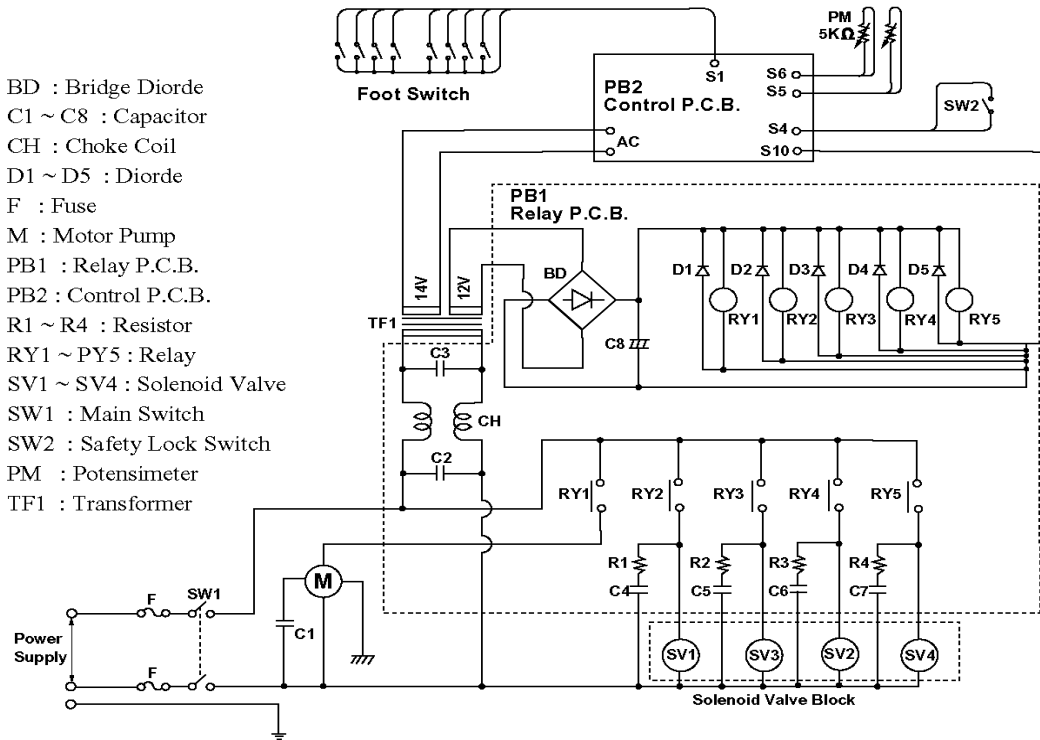 BD : Bridge Diorde
C1 ~ C8 : Capacitor
CH : Choke Coil
D1 ~ D5 : Diorde
F : Fuse
M : Motor Pump
PB1 : Relay P.C.B.
PB2 : Control P.C.B.
R1 ~ R4 : Resistor
RY1 ~ PY5 : Relay
SV1 ~ SV4 : Solenoid Valve
SW1 : Main Switch
SW2 : Safety Lock Switch
PM : Potensimeter
TF1 : Transformer
Foot Switch
S1
PB2
Control P.C.B.
AC
S6
S5
S4
S10
PM
5KΩ
SW2
PB1
Relay P.C.B.
14V
12V
TF1
BD
C8
D1
D2
D3
D4
D5
RY1
RY2
RY3
RY4
RY5
C3
CH
C2
RY1
RY2
RY3
RY4
RY5
R1
C4
R2
C5
R3
C6
R4
C7
M
C1
F
SW1
Power
Supply
F
SV1
SV3
SV2
SV4
Solenoid Valve Block